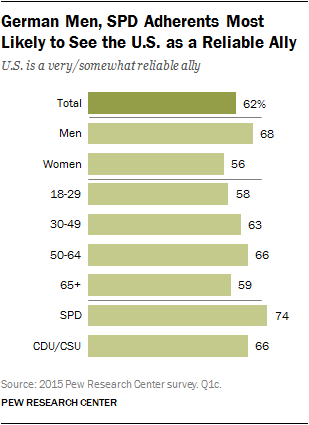 German Men, SPD Adherents Most
Likely to See the U.S. as a Reliable Ally
U.S. is a very/somewhat reliable ally
Total 62%
Men 68
Women 56
18-29 58
30-49 63
50-64 66
65+ 59
SPD 74
CDU/CSU 66
Source: 2015 Pew Research Center survey. Q1c.
PEW RESEARCH CENTER